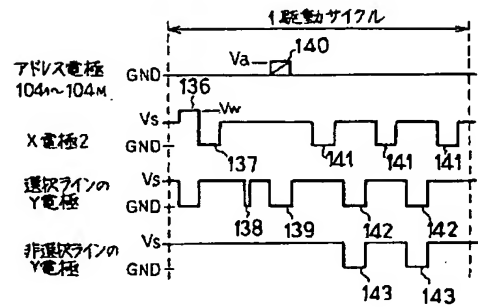 1駆動サイクル
アドレス電極
104₁〜104M
GND
Va
140
136
Vw
Vs
X電極2
GND
137
141
141
141
選択ラインの
Y電極
Vs
GND
138
139
142
142
非選択ラインの
Y電極
Vs
GND
143
143